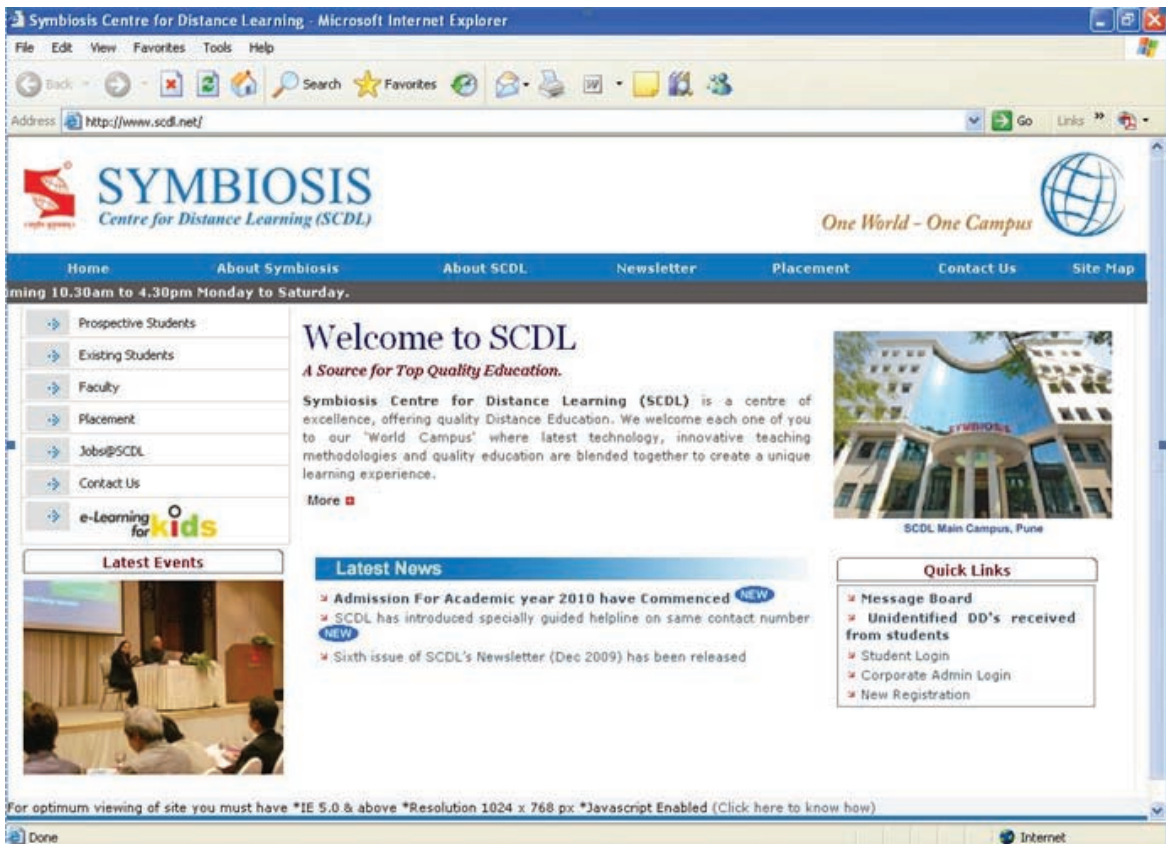 Symbiosis Centre for Distance Learning - Microsoft Internet Explorer
File Edit View Favorites Tools Help
Back Search Favorites
Address http://www.scdl.net/ Go Links »
SYMBIOSIS
Centre for Distance Learning (SCDL)
One World – One Campus
Home About Symbiosis About SCDL Newsletter Placement Contact Us Site Map
iming 10.30am to 4.30pm Monday to Saturday.
Prospective Students
Existing Students
Faculty
Placement
Jobs@SCDL
Contact Us
e-Learning
for kids
Latest Events
Welcome to SCDL
A Source for Top Quality Education.
Symbiosis Centre for Distance Learning (SCDL) is a centre of
excellence, offering quality Distance Education. We welcome each one of you
to our 'World Campus' where latest technology, innovative teaching
methodologies and quality education are blended together to create a unique
learning experience.
More
Latest News
Admission For Academic year 2010 have Commenced NEW
SCDL has introduced specially guided helpline on same contact number
NEW
Sixth issue of SCDL's Newsletter (Dec 2009) has been released
SYMBIOSIS
SCDL Main Campus, Pune
Quick Links
Message Board
Unidentified DD's received
from students
Student Login
Corporate Admin Login
New Registration
For optimum viewing of site you must have *IE 5.0 & above *Resolution 1024 x 768 px *Javascript Enabled (Click here to know how)
Done Internet